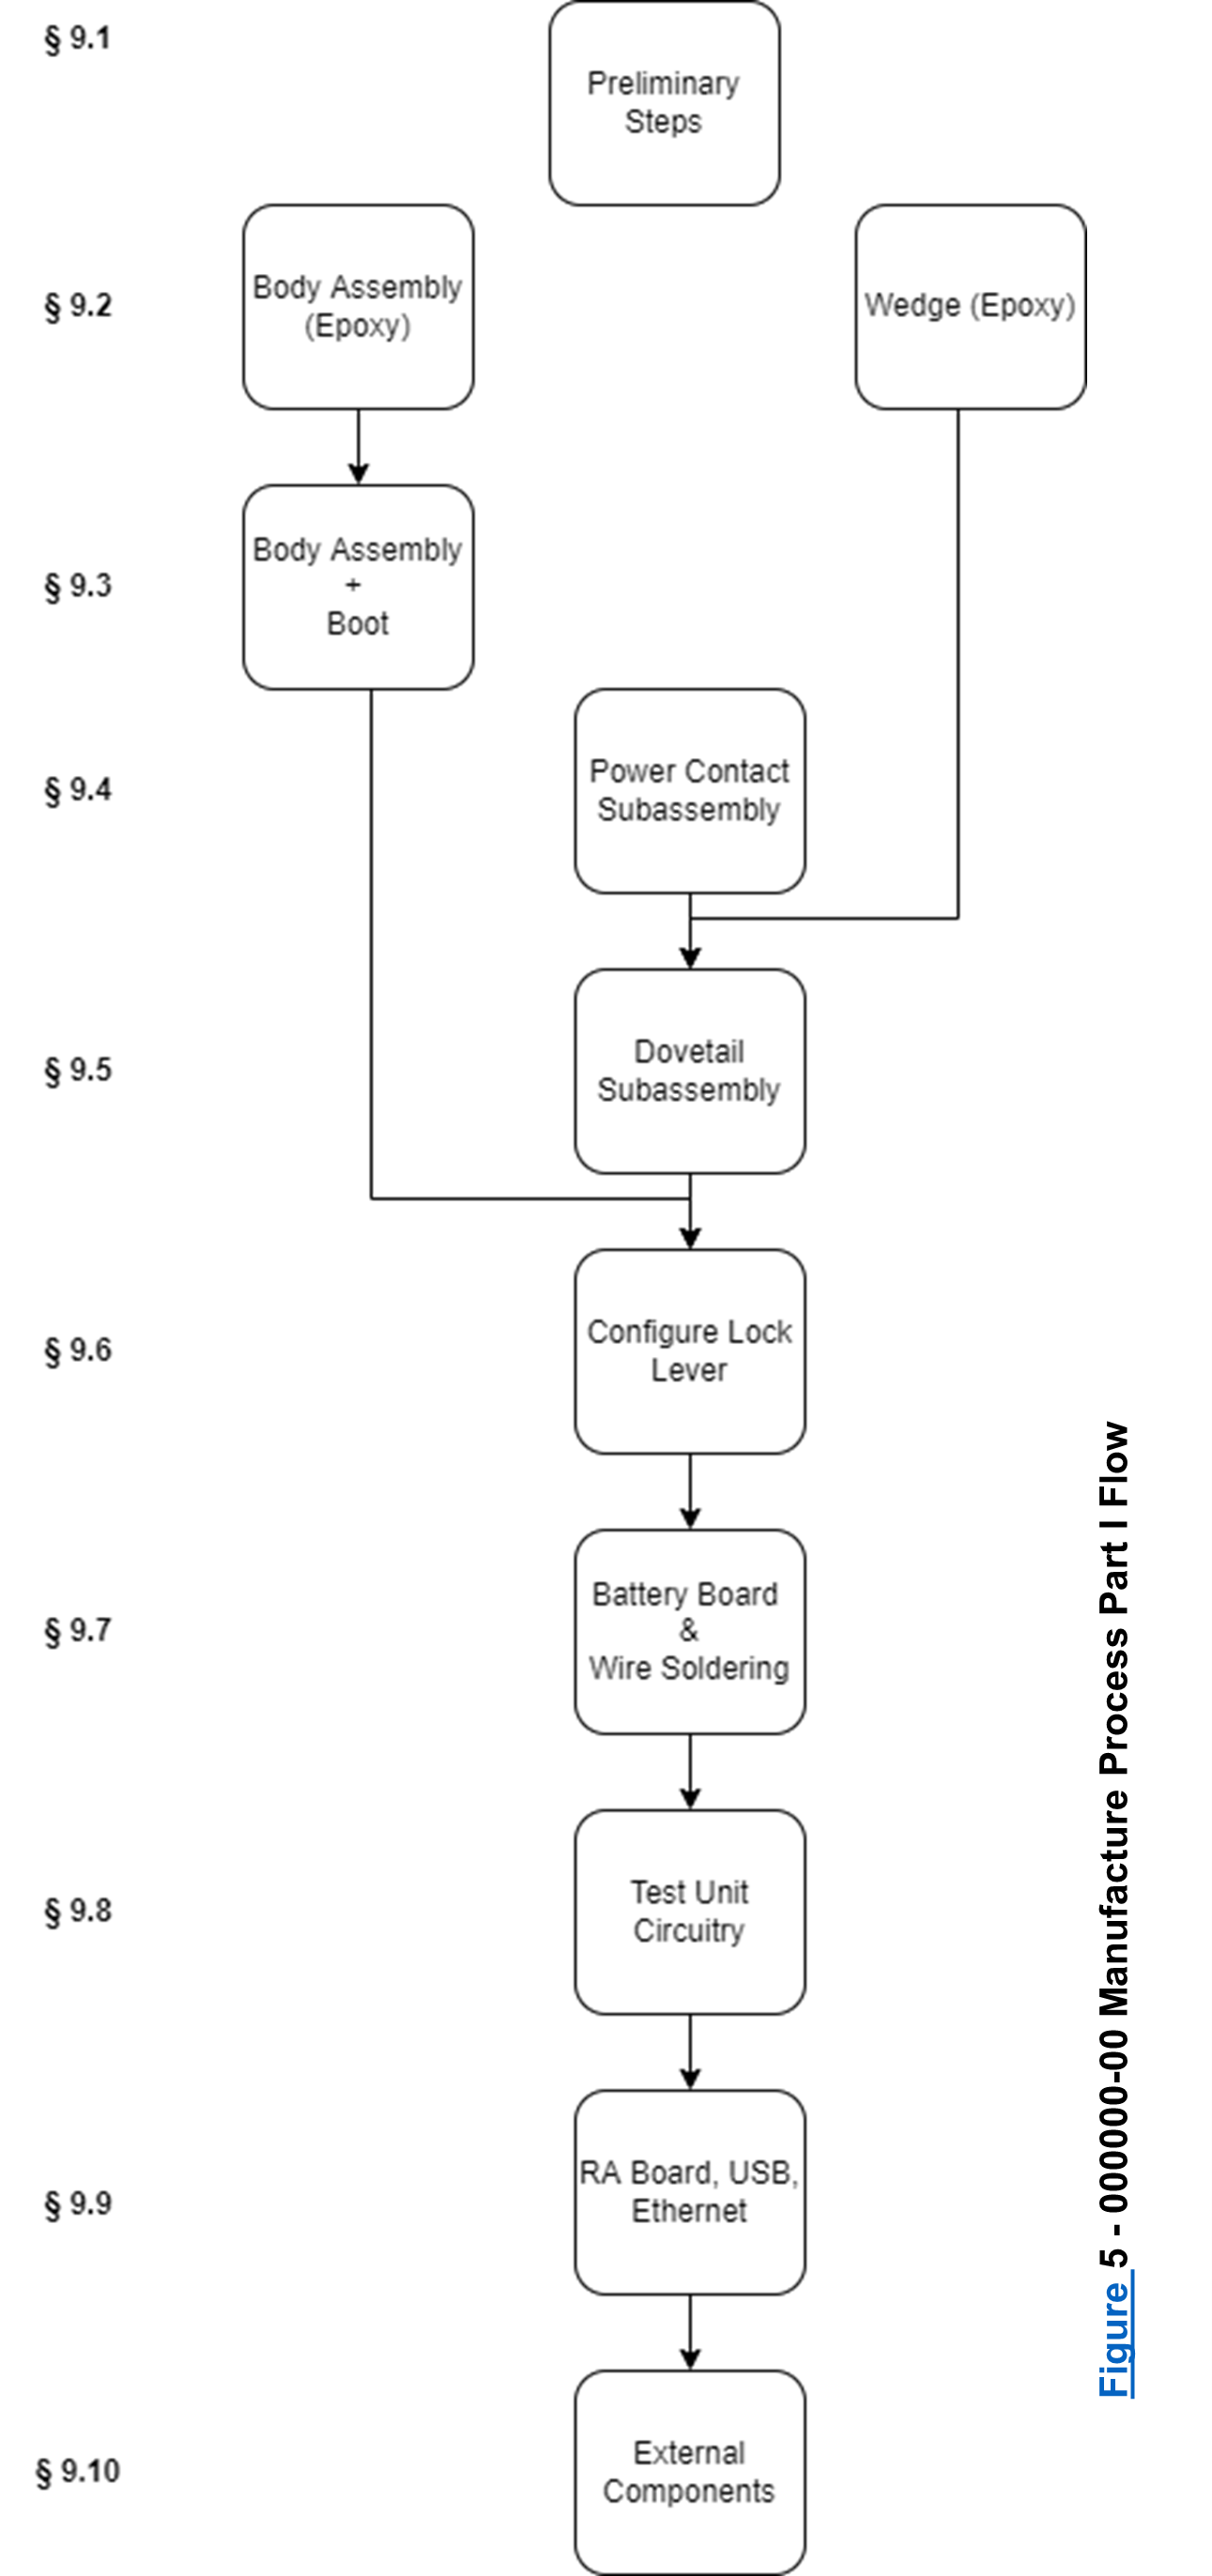 § 9.1
Preliminary
Steps
§ 9.2
Body Assembly
(Epoxy)
Wedge (Epoxy)
§ 9.3
Body Assembly
+
Boot
§ 9.4
Power Contact
Subassembly
§ 9.5
Dovetail
Subassembly
§ 9.6
Configure Lock
Lever
§ 9.7
Battery Board
&
Wire Soldering
§ 9.8
Test Unit
Circuitry
§ 9.9
RA Board, USB,
Ethernet
§ 9.10
External
Components
Figure 5 - 000000-00 Manufacture Process Part I Flow